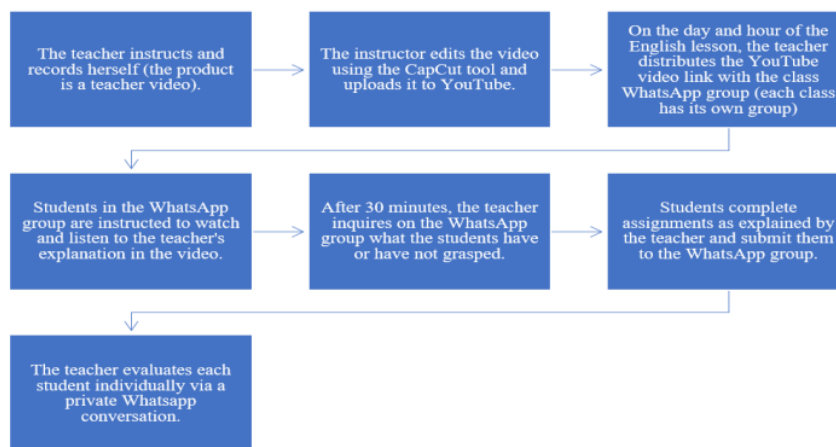 The teacher instructs and
records herself (the product
is a teacher video).
The instructor edits the video
using the CapCut tool and
uploads it to YouTube.
On the day and hour of the
English lesson, the teacher
distributes the YouTube
video link with the class
WhatsApp group (each class
has its own group)
Students in the WhatsApp
group are instructed to watch
and listen to the teacher's
explanation in the video.
After 30 minutes, the teacher
inquires on the WhatsApp
group what the students have
or have not grasped.
Students complete
assignments as explained by
the teacher and submit them
to the WhatsApp group.
The teacher evaluates each
student individually via a
private Whatsapp
conversation.